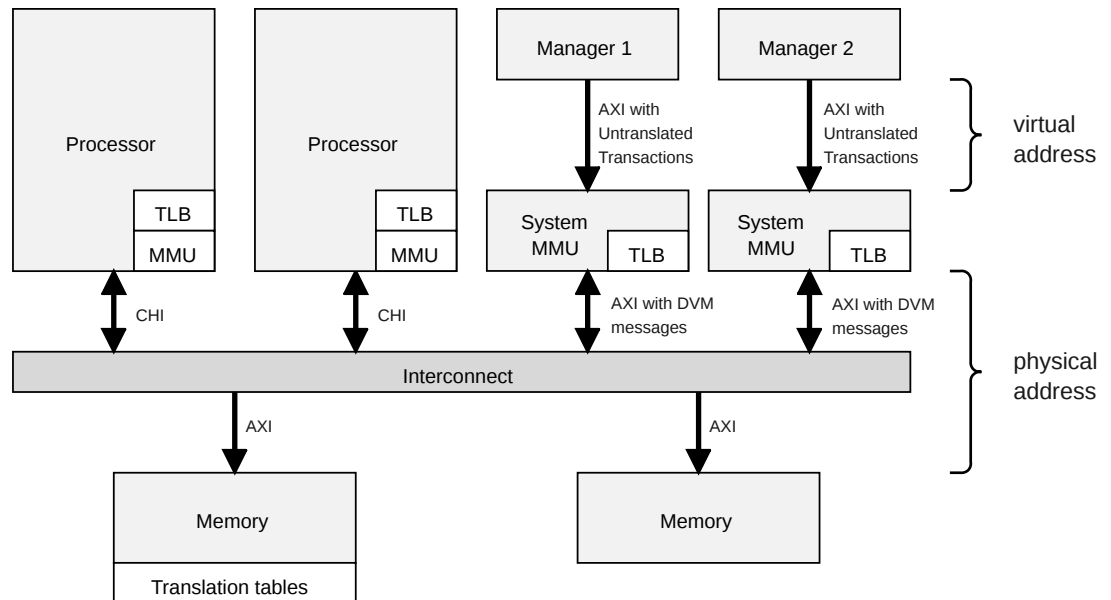 Manager 1
Manager 2
AXI with
Untranslated
Transactions
AXI with
Untranslated
Transactions
virtual
address
Processor
Processor
TLB
MMU
TLB
MMU
System
MMU
TLB
System
MMU
TLB
CHI
CHI
AXI with DVM
messages
AXI with DVM
messages
Interconnect
physical
address
AXI
AXI
Memory
Memory
Translation tables